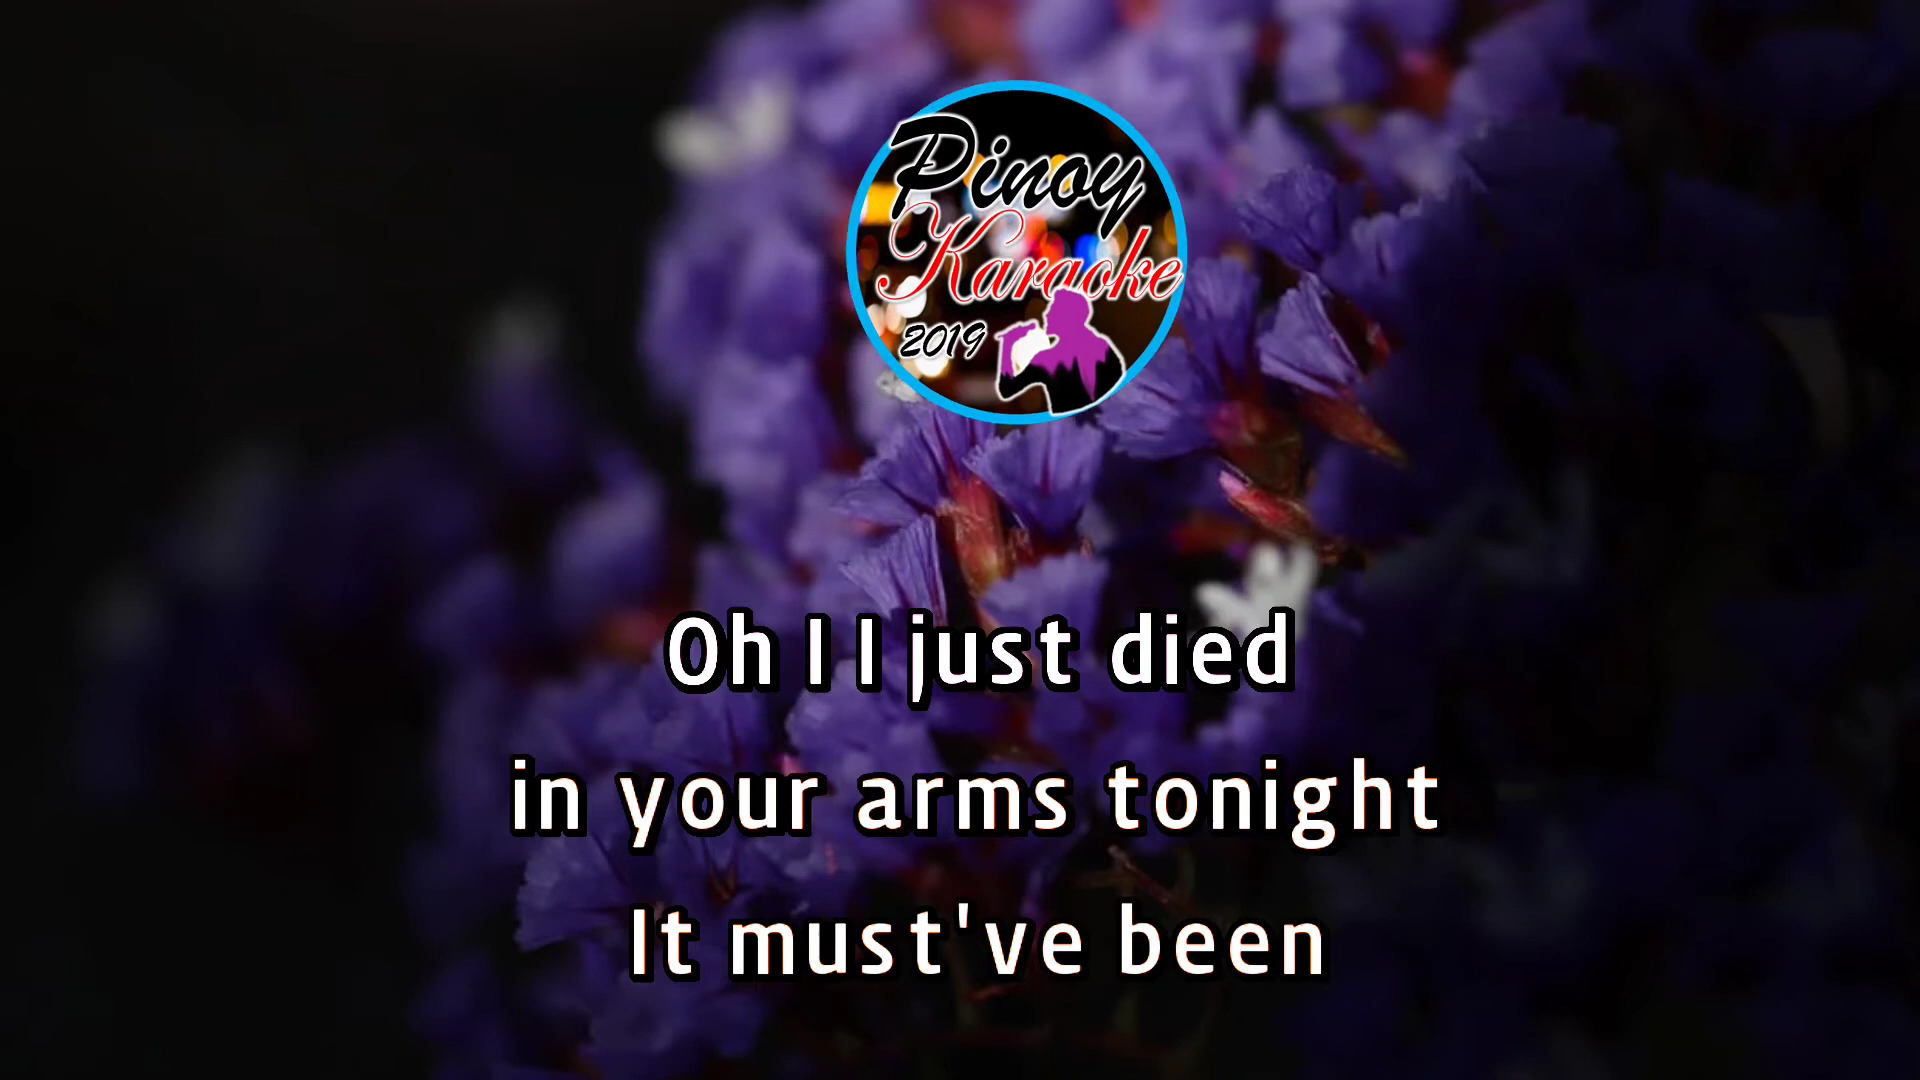 Pinoy
Karaoke
2019
Oh I I just died
in your arms tonight
It must've been